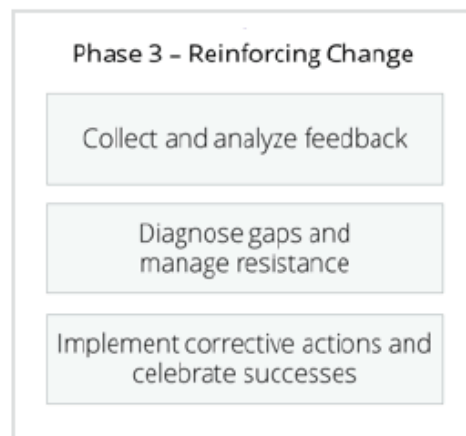 Phase 3 – Reinforcing Change
Collect and analyze feedback
Diagnose gaps and
manage resistance
Implement corrective actions and
celebrate successes